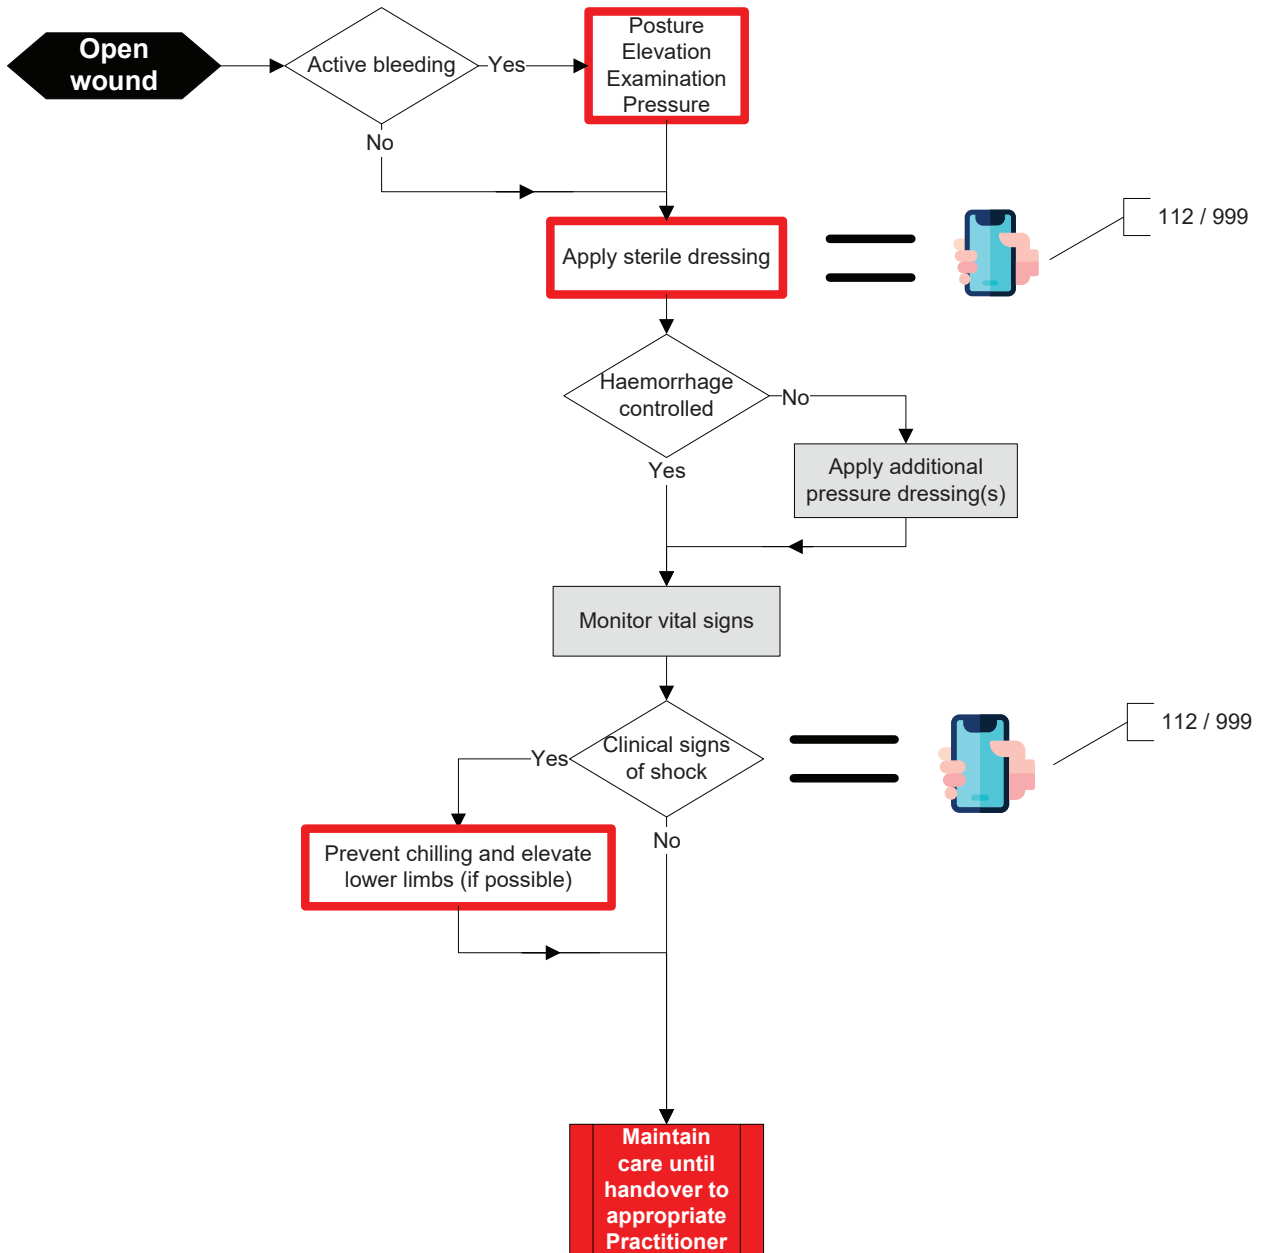 Open
wound
Active bleeding
Yes
Posture
Elevation
Examination
Pressure
No
Apply sterile dressing
112 / 999
Haemorrhage
controlled
No
Yes
Apply additional
pressure dressing(s)
Monitor vital signs
Clinical signs
of shock
112 / 999
Yes
No
Prevent chilling and elevate
lower limbs (if possible)
Maintain
care until
handover to
appropriate
Practitioner